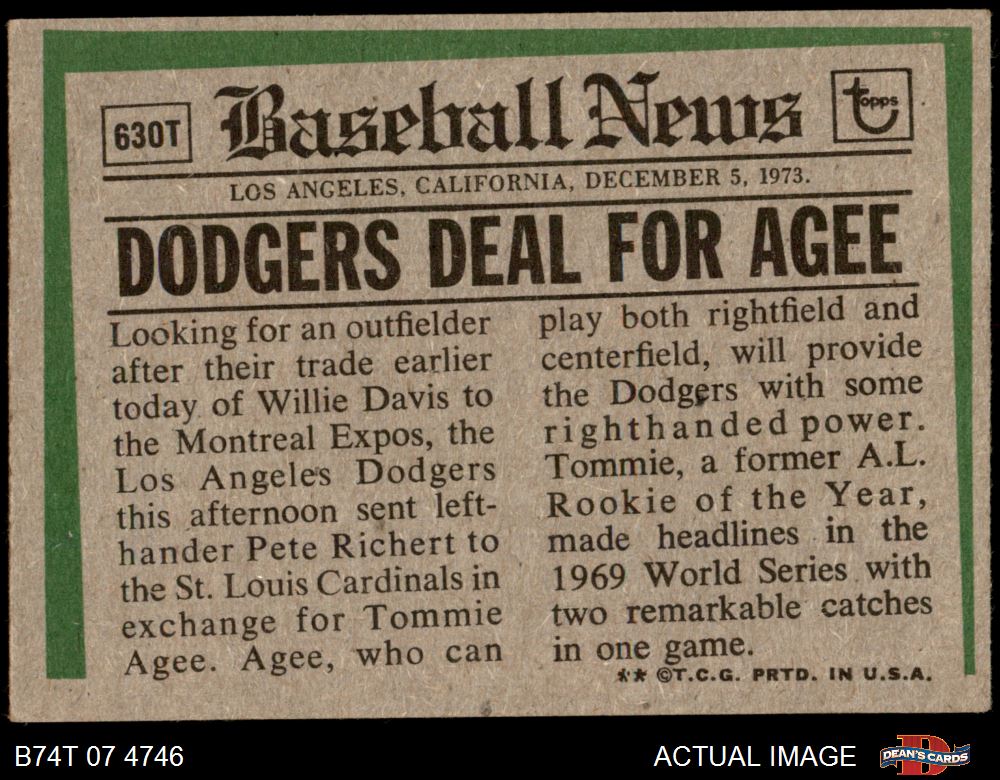 630T
Baseball News
topps
LOS ANGELES, CALIFORNIA, DECEMBER 5, 1973.
DODGERS DEAL FOR AGEE
Looking for an outfielder
after their trade earlier
today of Willie Davis to
the Montreal Expos, the
Los Angeles Dodgers
this afternoon sent left-
hander Pete Richert to
the St. Louis Cardinals in
exchange for Tommie
Agee. Agee, who can
play both rightfield and
centerfield, will provide
the Dodgers with some
righthanded power.
Tommie, a former A.L.
Rookie of the Year,
made headlines in the
1969 World Series with
two remarkable catches
in one game.
** ©T.C.G. PRTD. IN U.S.A.
B74T 07 4746
ACTUAL IMAGE
D
DEAN'S CARDS